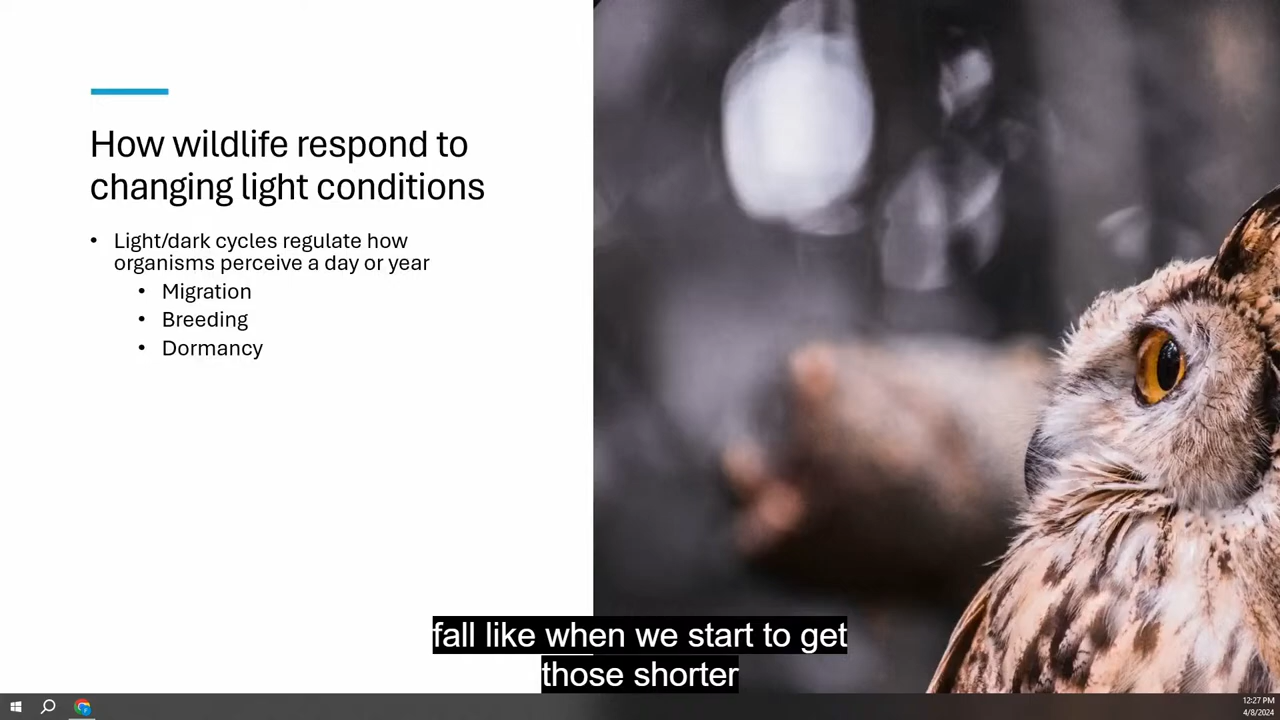 How wildlife respond to
changing light conditions
• Light/dark cycles regulate how
organisms perceive a day or year
• Migration
• Breeding
• Dormancy
fall like when we start to get
those shorter
12:27 PM
4/8/2024